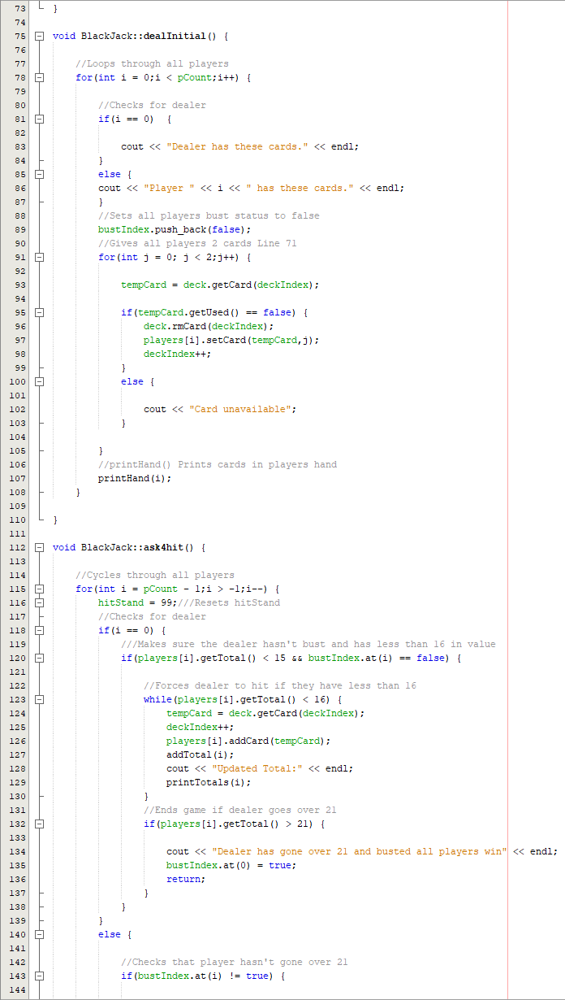 73 }
74
75 void BlackJack::dealInitial() {
76
77 //Loops through all players
78 for(int i = 0;i < pCount;i++) {
79
80 //Checks for dealer
81 if(i == 0)  {
82
83 cout << "Dealer has these cards." << endl;
84 }
85 else {
86 cout << "Player " << i << " has these cards." << endl;
87 }
88 //Sets all players bust status to false
89 bustIndex.push_back(false);
90 //Gives all players 2 cards Line 71
91 for(int j = 0; j < 2;j++) {
92
93 tempCard = deck.getCard(deckIndex);
94
95 if(tempCard.getUsed() == false) {
96 deck.rmCard(deckIndex);
97 players[i].setCard(tempCard,j);
98 deckIndex++;
99 }
100 else {
101
102 cout << "Card unavailable";
103 }
104
105 }
106 //printHand() Prints cards in players hand
107 printHand(i);
108 }
109
110 }
111
112 void BlackJack::ask4hit() {
113
114 //Cycles through all players
115 for(int i = pCount - 1;i > -1;i--) {
116 hitStand = 99;///Resets hitStand
117 //Checks for dealer
118 if(i == 0) {
119 ///Makes sure the dealer hasn't bust and has less than 16 in value
120 if(players[i].getTotal() < 15 && bustIndex.at(i) == false) {
121
122 //Forces dealer to hit if they have less than 16
123 while(players[i].getTotal() < 16) {
124 tempCard = deck.getCard(deckIndex);
125 deckIndex++;
126 players[i].addCard(tempCard);
127 addTotal(i);
128 cout << "Updated Total:" << endl;
129 printTotals(i);
130 }
131 //Ends game if dealer goes over 21
132 if(players[i].getTotal() > 21) {
133
134 cout << "Dealer has gone over 21 and busted all players win" << endl;
135 bustIndex.at(0) = true;
136 return;
137 }
138 }
139 }
140 else {
141
142 //Checks that player hasn't gone over 21
143 if(bustIndex.at(i) != true) {
144